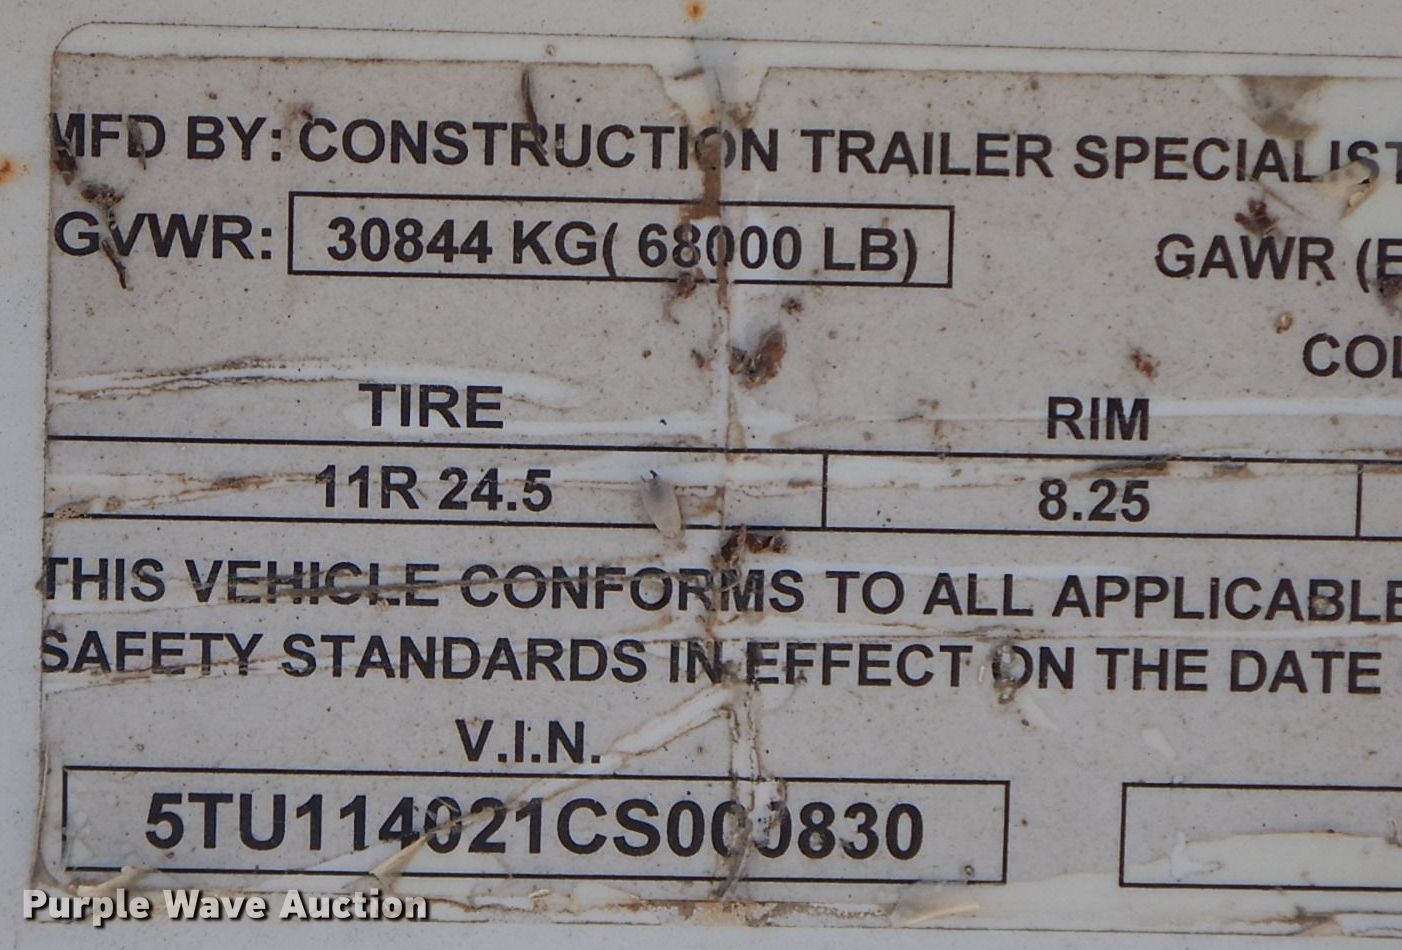 MFD BY: CONSTRUCTION TRAILER SPECIALIST
GVWR: 30844 KG( 68000 LB) GAWR (E
COL
TIRE RIM
11R 24.5 8.25
THIS VEHICLE CONFORMS TO ALL APPLICABLE
SAFETY STANDARDS IN EFFECT ON THE DATE
V.I.N.
5TU114021CS000830
Purple Wave Auction